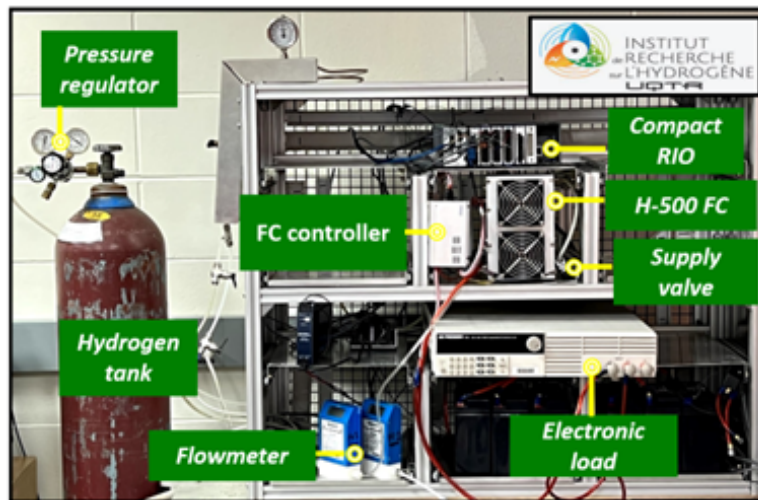 Pressure
regulator
INSTITUT
de RECHERCHE
sur L'HYDROGÈNE
UQTR
Compact
RIO
H-500 FC
FC controller
Supply
valve
Hydrogen
tank
Flowmeter
Electronic
load